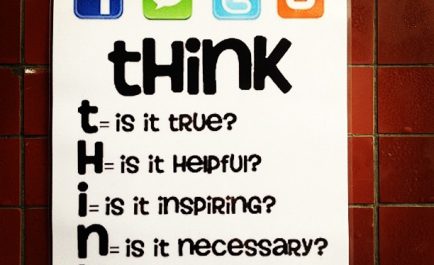 tHiNK
t= is it tRUe?
H= is it HeLpfuL?
i= is it iNSPiRiNg?
N= is it NeceSSaRy?